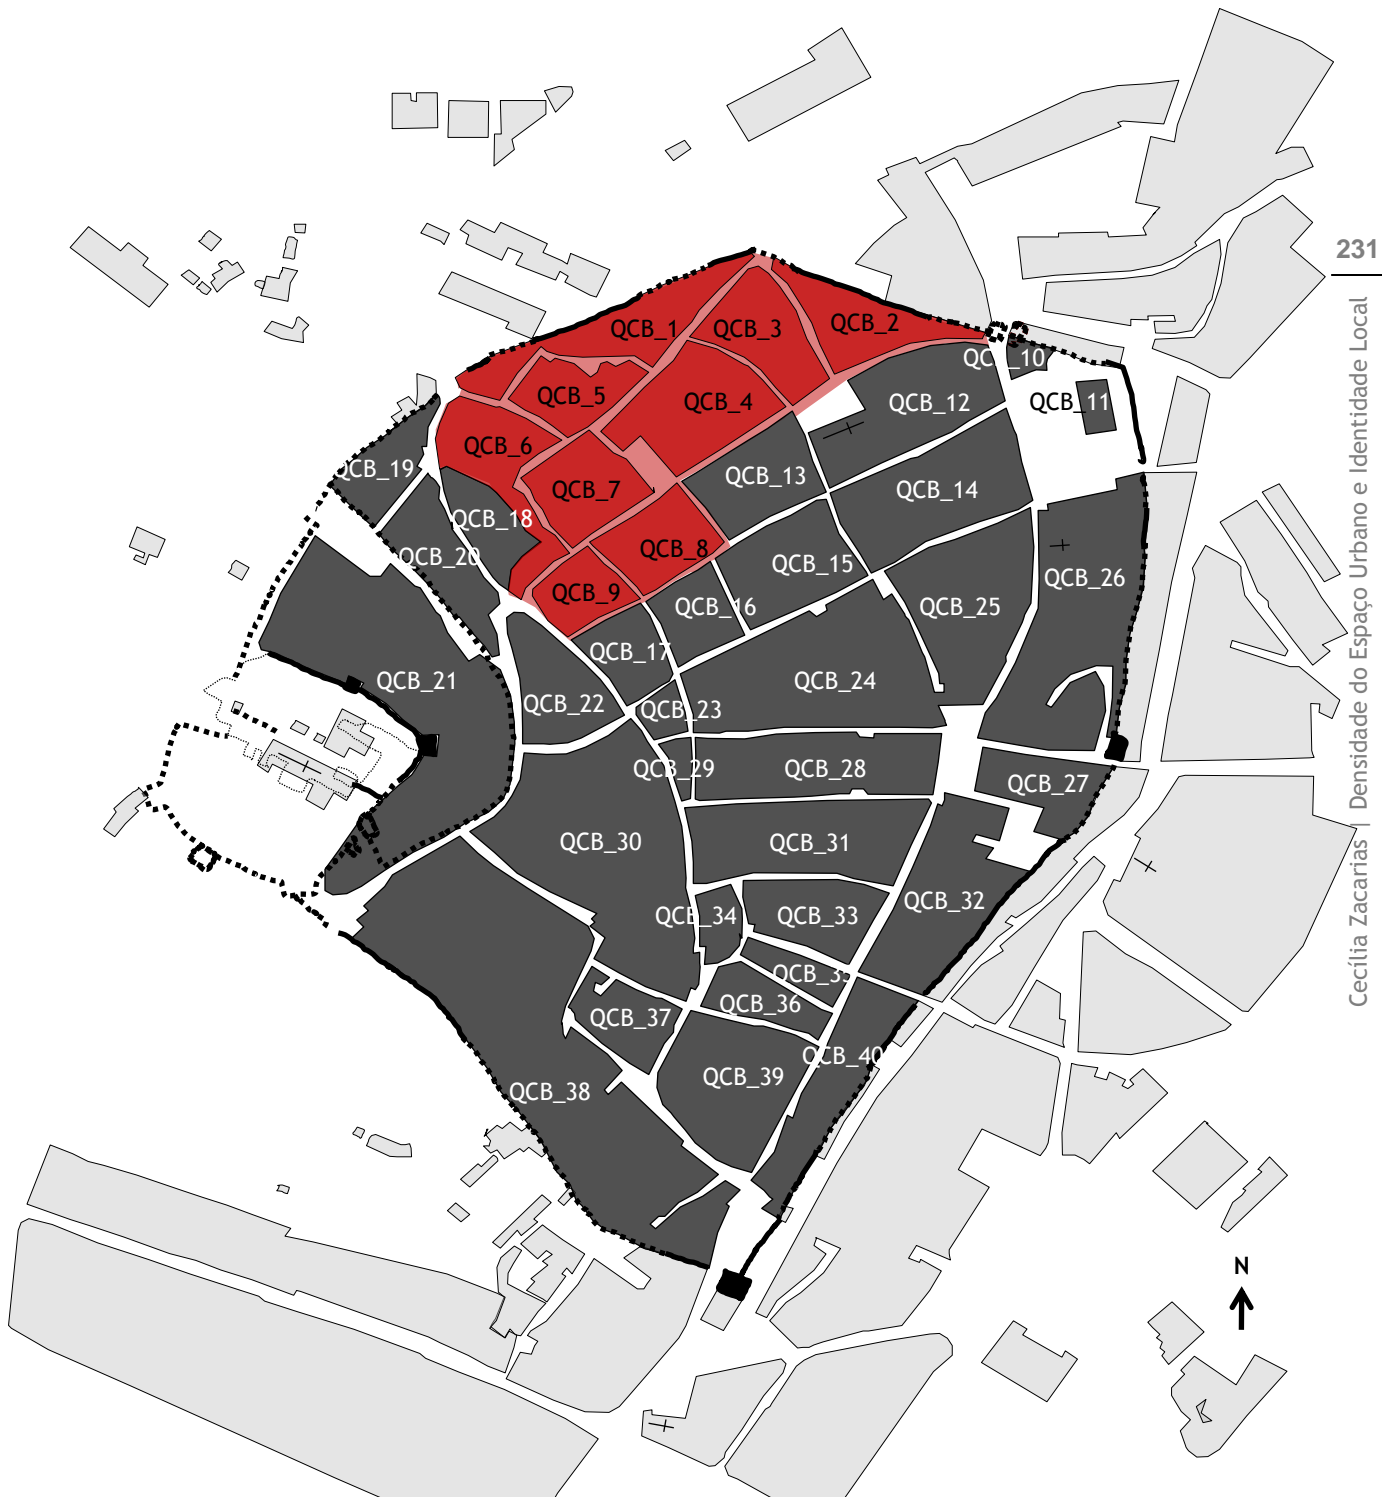 231
Cecília Zacarias | Densidade do Espaço Urbano e Identidade Local
QCB_1
QCB_3
QCB_2
QCB_10
QCB_5
QCB_4
QCB_12
QCB_11
QCB_6
QCB_19
QCB_7
QCB_13
QCB_14
QCB_18
QCB_20
QCB_8
QCB_15
QCB_26
QCB_9
QCB_16
QCB_25
QCB_17
QCB_21
QCB_24
QCB_22
QCB_23
QCB_29
QCB_28
QCB_27
QCB_30
QCB_31
QCB_32
QCB_34
QCB_33
QCB_35
QCB_36
QCB_37
QCB_40
QCB_39
QCB_38
N